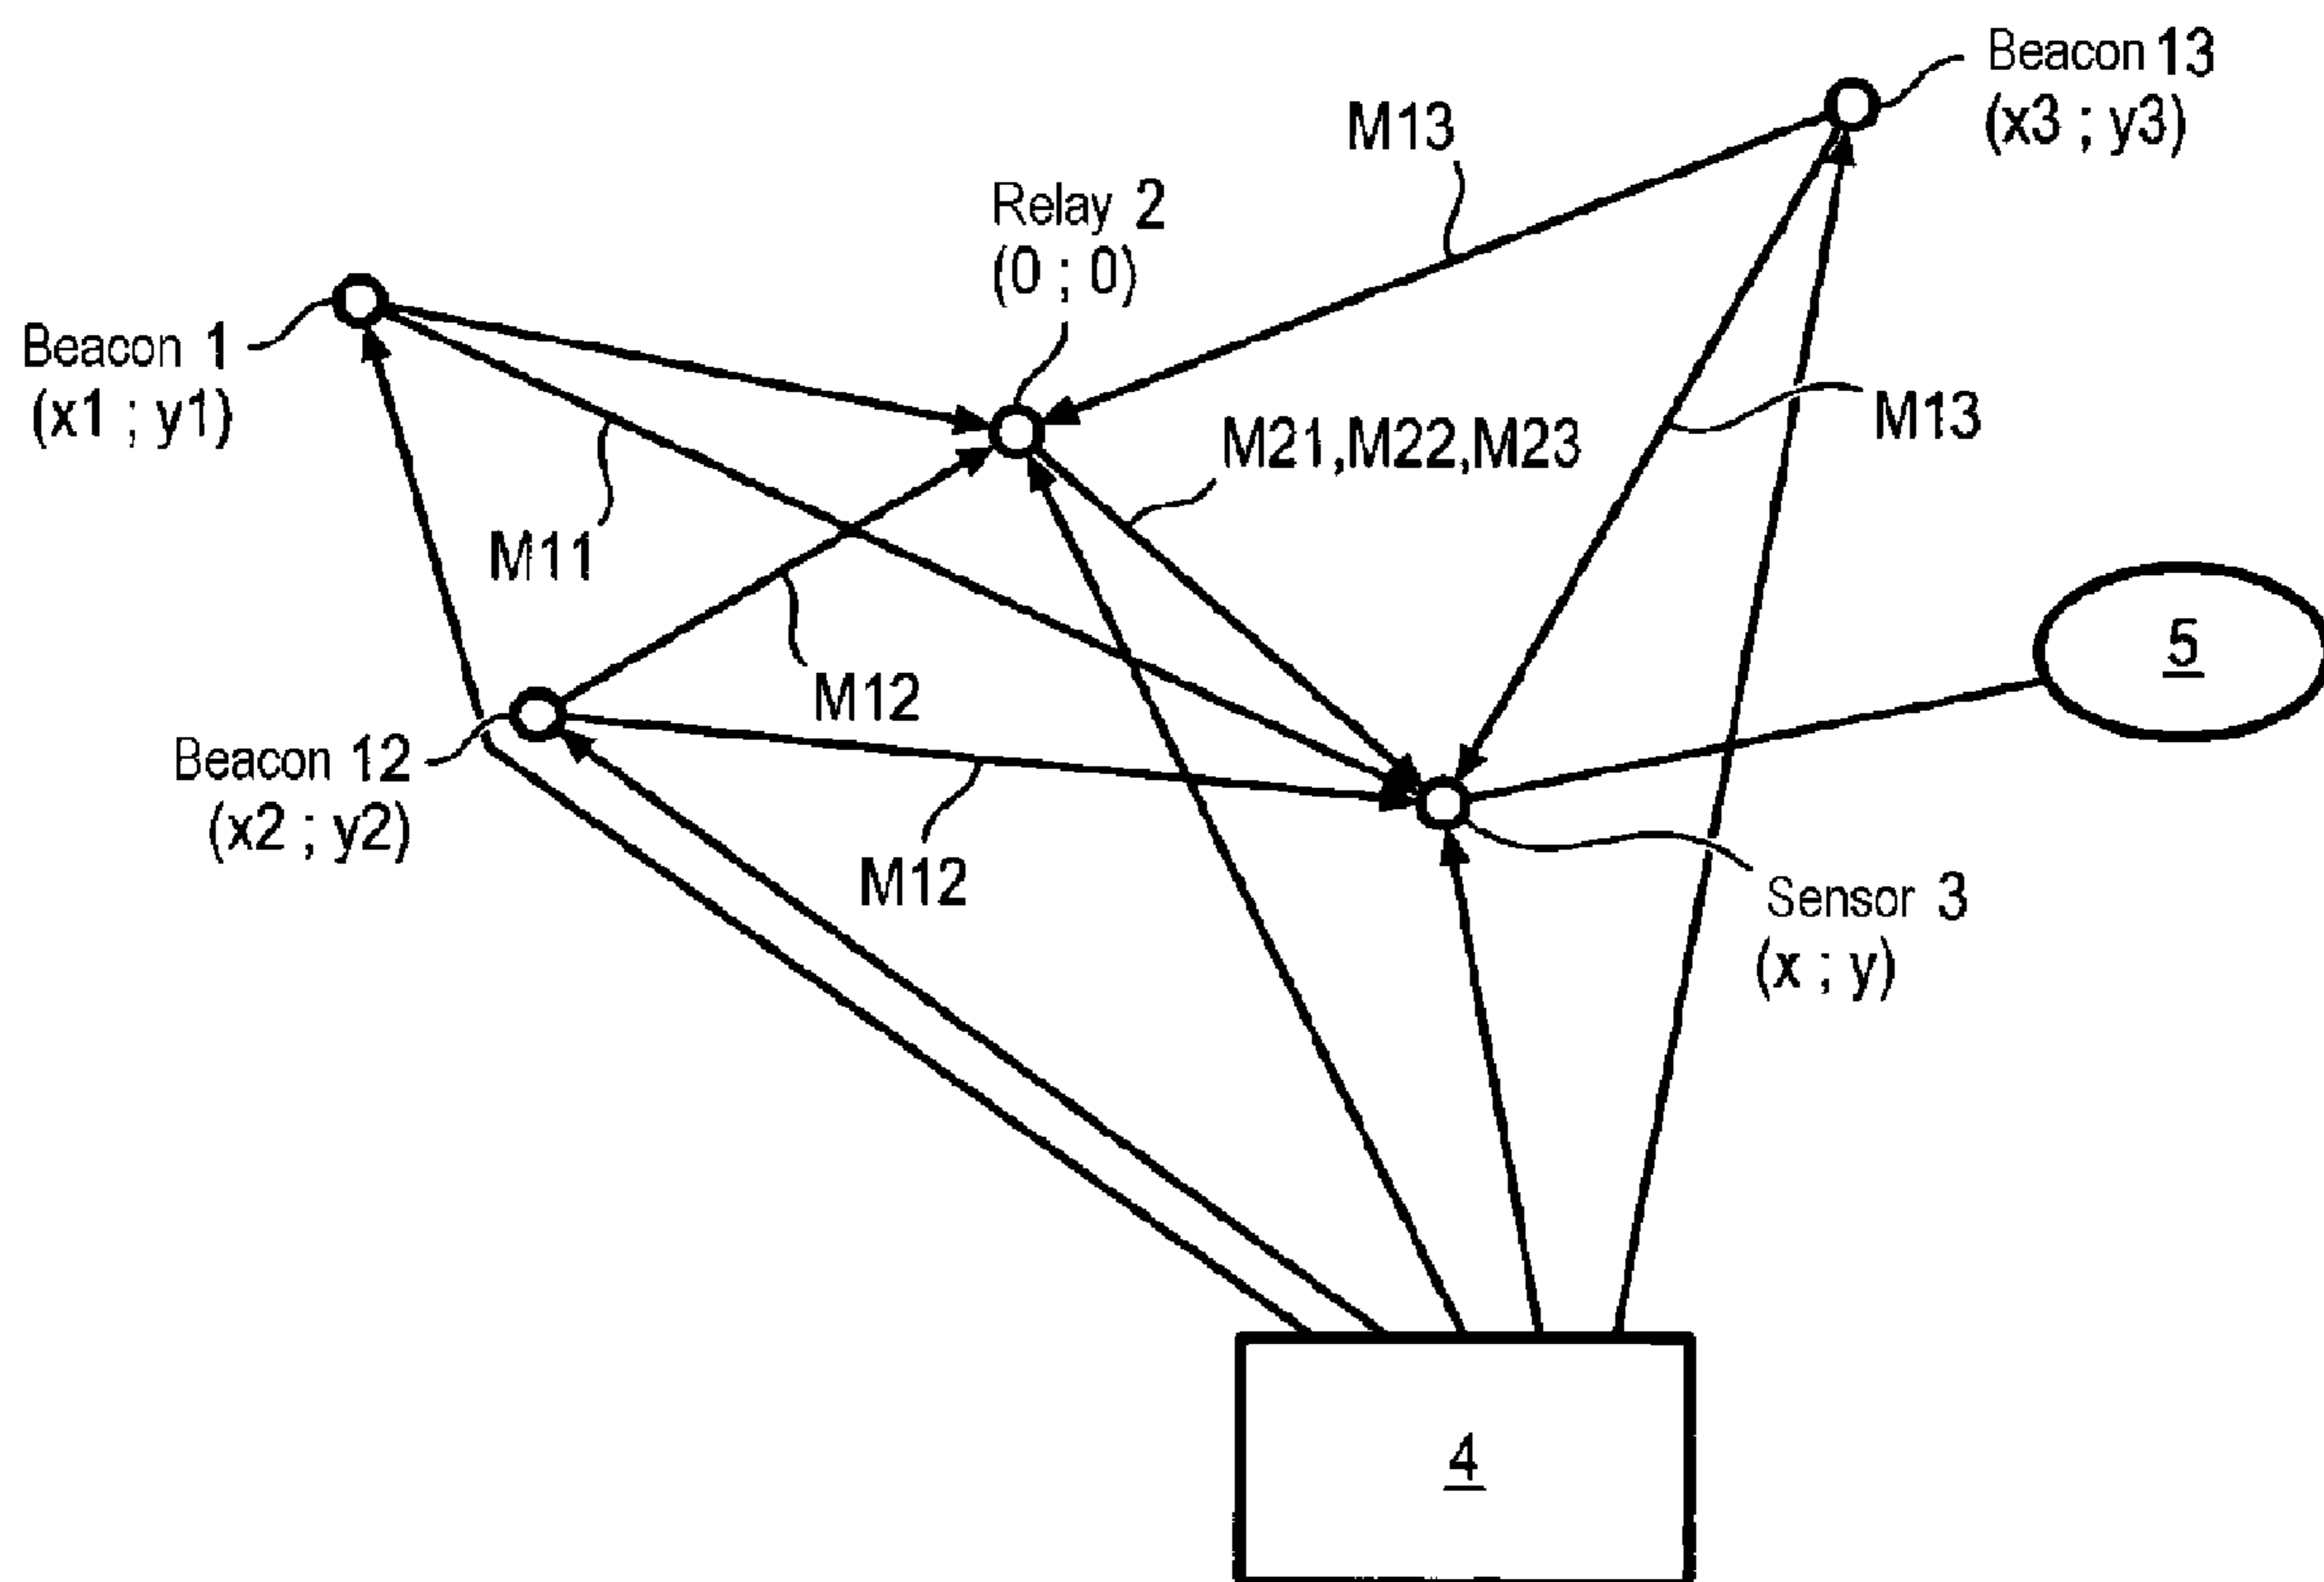 Beacon 13
(x3 ; y3)
M13
Relay 2
(0 ; 0)
Beacon 1
(x1 ; y1)
M21,M22,M23
M13
M11
M12
5
Beacon 12
(x2 ; y2)
M12
Sensor 3
(x ; y)
4